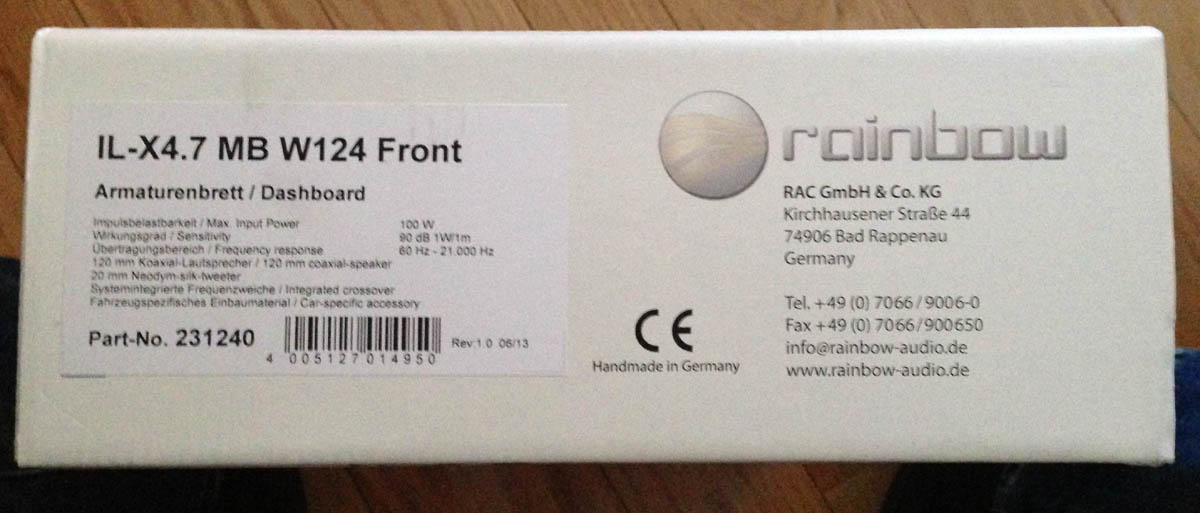 IL-X4.7 MB W124 Front
Armaturenbrett / Dashboard
Impulsbelastbarkeit / Max. Input Power 100 W
Wirkungsgrad / Sensitivity 90 dB 1W/1m
Übertragungsbereich / Frequency response 60 Hz - 21.000 Hz
120 mm Koaxial-Lautsprecher / 120 mm coaxial-speaker
20 mm Neodym-silk-tweeter
Systemintegrierte Frequenzweiche / Integrated crossover
Fahrzeugspezifisches Einbaumaterial / Car-specific accessory
Part-No. 231240
4 005127 014950
Rev:1.0 06/13
CE
Handmade in Germany
rainbow
RAC GmbH & Co. KG
Kirchhausener Straße 44
74906 Bad Rappenau
Germany
Tel. +49 (0) 7066 / 9006-0
Fax +49 (0) 7066 / 900650
info@rainbow-audio.de
www.rainbow-audio.de